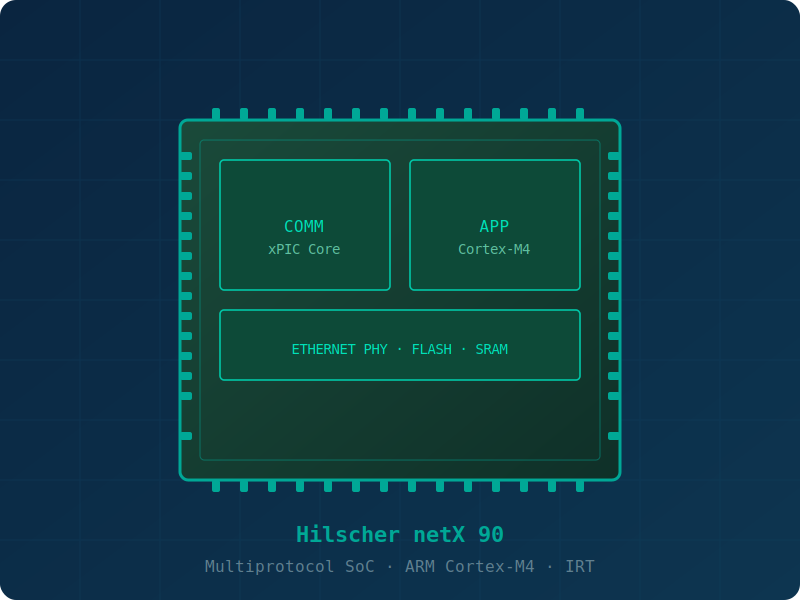 COMM
xPIC Core
APP
Cortex-M4
ETHERNET PHY · FLASH · SRAM
Hilscher netX 90
Multiprotocol SoC · ARM Cortex-M4 · IRT